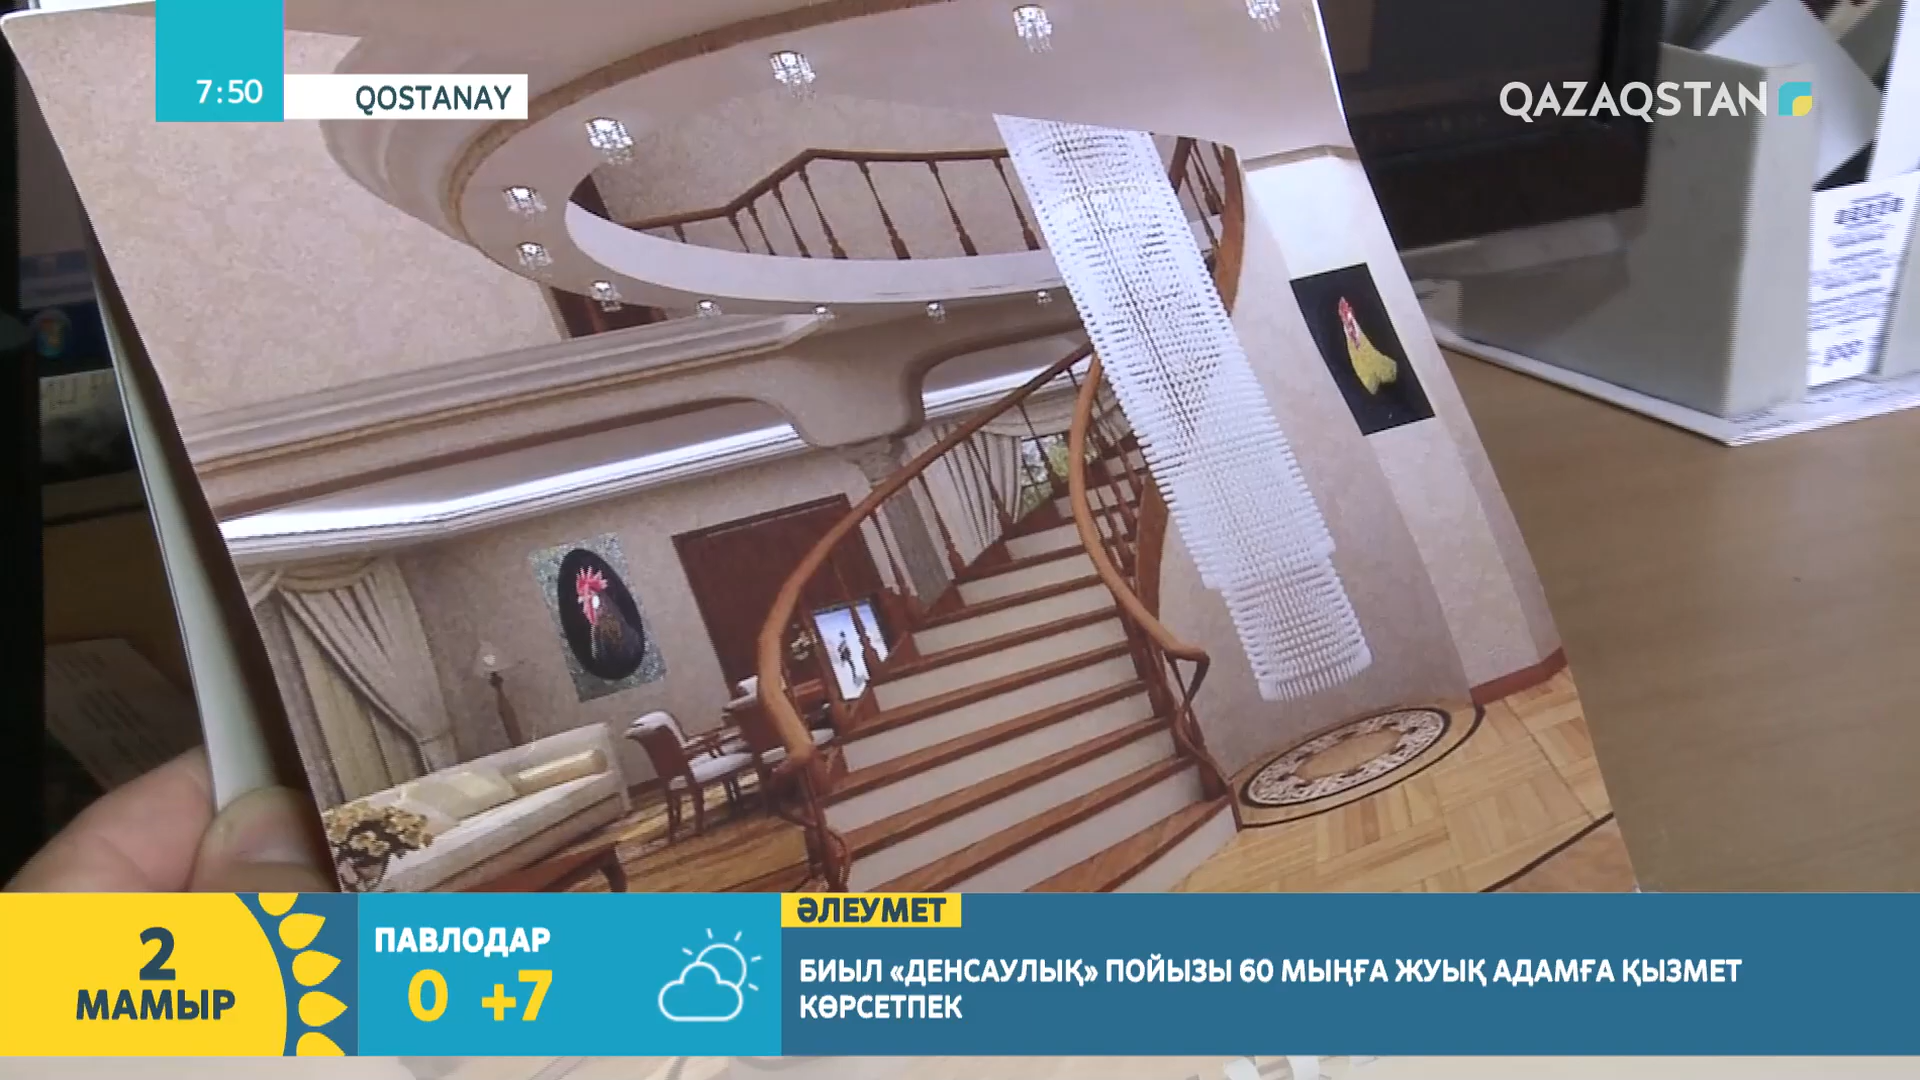 7:50
QOSTANAY
QAZAQSTAN
2
МАМЫР
ПАВЛОДАР
0 +7
ӘЛЕУМЕТ
БИЫЛ «ДЕНСАУЛЫҚ» ПОЙЫЗЫ 60 МЫҢҒА ЖУЫҚ АДАМҒА ҚЫЗМЕТ
КӨРСЕТПЕК